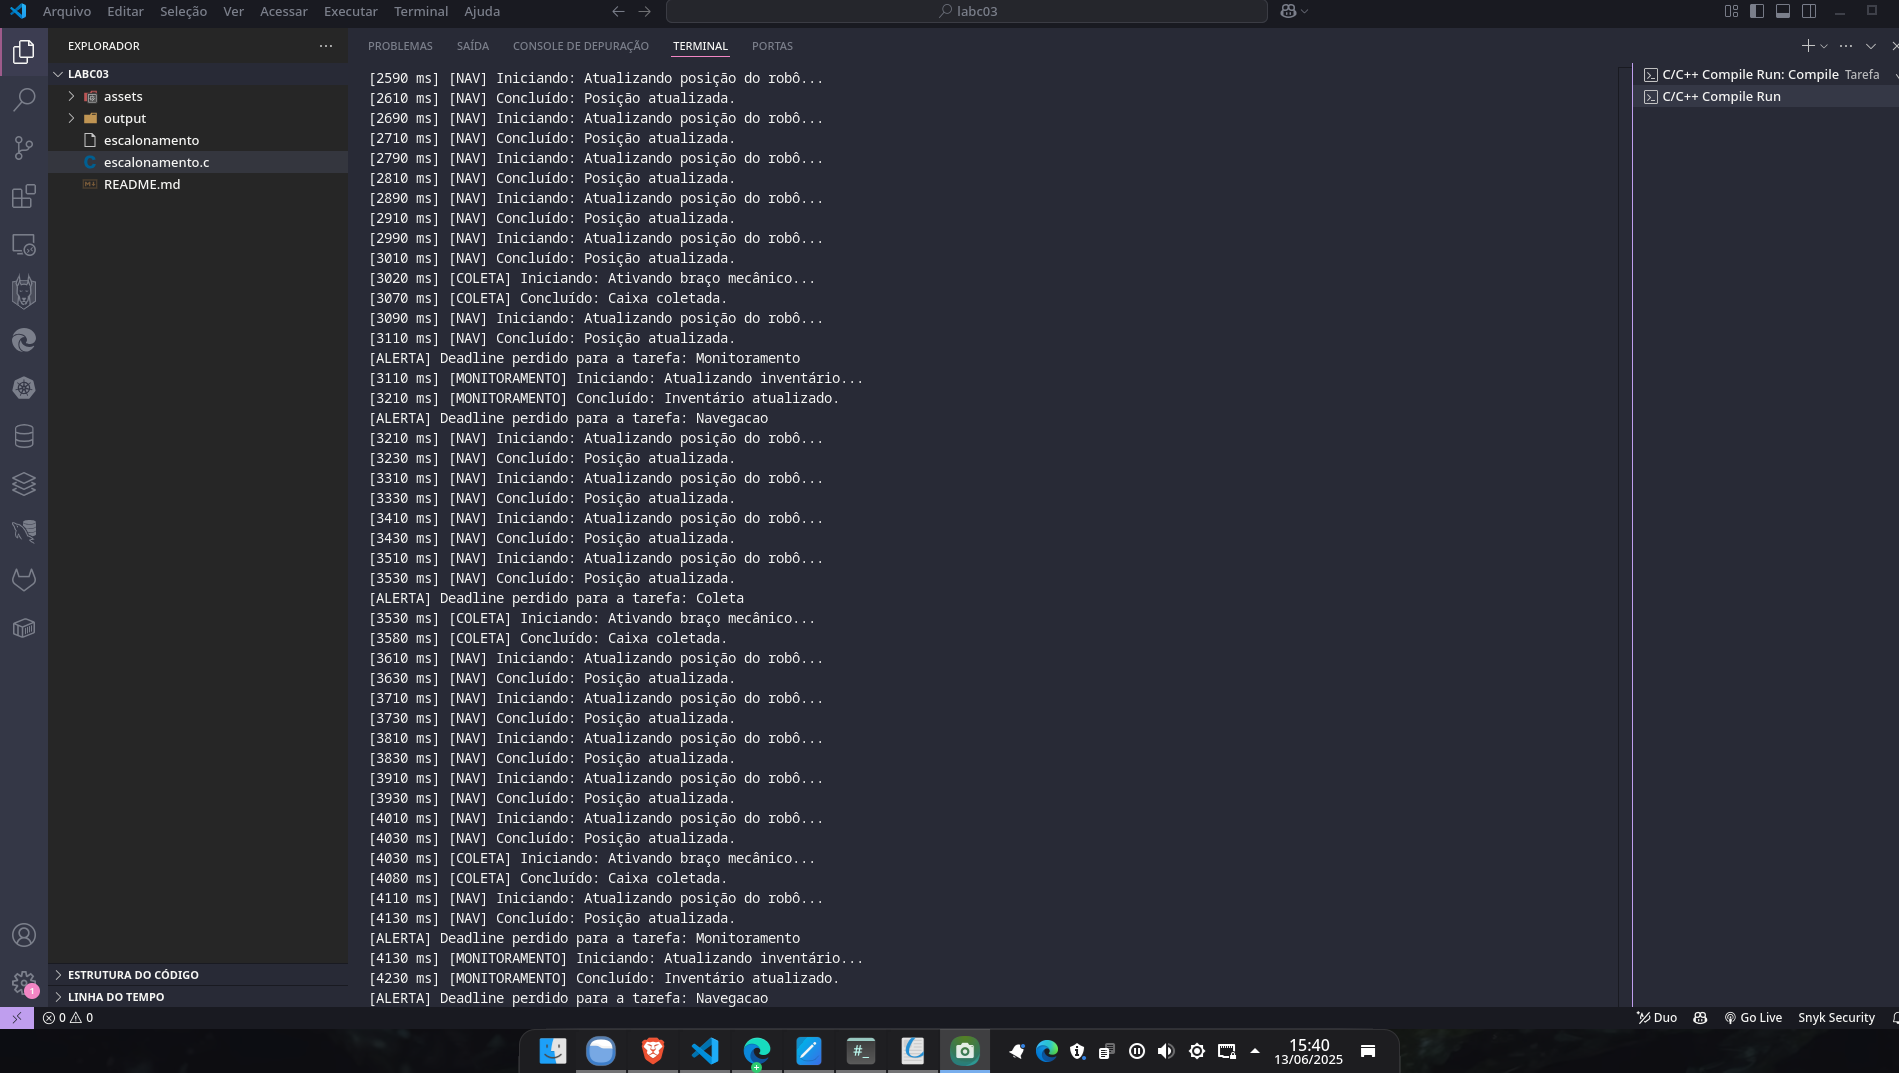 Arquivo Editar Seleção Ver Acessar Executar Terminal Ajuda
labc03
EXPLORADOR
LABC03
assets
output
escalonamento
escalonamento.c
README.md
ESTRUTURA DO CÓDIGO
LINHA DO TEMPO
PROBLEMAS SAÍDA CONSOLE DE DEPURAÇÃO TERMINAL PORTAS
[2590 ms] [NAV] Iniciando: Atualizando posição do robô...
[2610 ms] [NAV] Concluído: Posição atualizada.
[2690 ms] [NAV] Iniciando: Atualizando posição do robô...
[2710 ms] [NAV] Concluído: Posição atualizada.
[2790 ms] [NAV] Iniciando: Atualizando posição do robô...
[2810 ms] [NAV] Concluído: Posição atualizada.
[2890 ms] [NAV] Iniciando: Atualizando posição do robô...
[2910 ms] [NAV] Concluído: Posição atualizada.
[2990 ms] [NAV] Iniciando: Atualizando posição do robô...
[3010 ms] [NAV] Concluído: Posição atualizada.
[3020 ms] [COLETA] Iniciando: Ativando braço mecânico...
[3070 ms] [COLETA] Concluído: Caixa coletada.
[3090 ms] [NAV] Iniciando: Atualizando posição do robô...
[3110 ms] [NAV] Concluído: Posição atualizada.
[ALERTA] Deadline perdido para a tarefa: Monitoramento
[3110 ms] [MONITORAMENTO] Iniciando: Atualizando inventário...
[3210 ms] [MONITORAMENTO] Concluído: Inventário atualizado.
[ALERTA] Deadline perdido para a tarefa: Navegacao
[3210 ms] [NAV] Iniciando: Atualizando posição do robô...
[3230 ms] [NAV] Concluído: Posição atualizada.
[3310 ms] [NAV] Iniciando: Atualizando posição do robô...
[3330 ms] [NAV] Concluído: Posição atualizada.
[3410 ms] [NAV] Iniciando: Atualizando posição do robô...
[3430 ms] [NAV] Concluído: Posição atualizada.
[3510 ms] [NAV] Iniciando: Atualizando posição do robô...
[3530 ms] [NAV] Concluído: Posição atualizada.
[ALERTA] Deadline perdido para a tarefa: Coleta
[3530 ms] [COLETA] Iniciando: Ativando braço mecânico...
[3580 ms] [COLETA] Concluído: Caixa coletada.
[3610 ms] [NAV] Iniciando: Atualizando posição do robô...
[3630 ms] [NAV] Concluído: Posição atualizada.
[3710 ms] [NAV] Iniciando: Atualizando posição do robô...
[3730 ms] [NAV] Concluído: Posição atualizada.
[3810 ms] [NAV] Iniciando: Atualizando posição do robô...
[3830 ms] [NAV] Concluído: Posição atualizada.
[3910 ms] [NAV] Iniciando: Atualizando posição do robô...
[3930 ms] [NAV] Concluído: Posição atualizada.
[4010 ms] [NAV] Iniciando: Atualizando posição do robô...
[4030 ms] [NAV] Concluído: Posição atualizada.
[4030 ms] [COLETA] Iniciando: Ativando braço mecânico...
[4080 ms] [COLETA] Concluído: Caixa coletada.
[4110 ms] [NAV] Iniciando: Atualizando posição do robô...
[4130 ms] [NAV] Concluído: Posição atualizada.
[ALERTA] Deadline perdido para a tarefa: Monitoramento
[4130 ms] [MONITORAMENTO] Iniciando: Atualizando inventário...
[4230 ms] [MONITORAMENTO] Concluído: Inventário atualizado.
[ALERTA] Deadline perdido para a tarefa: Navegacao
C/C++ Compile Run: Compile Tarefa
C/C++ Compile Run
1
0 0
Duo Go Live Snyk Security
15:40
13/06/2025